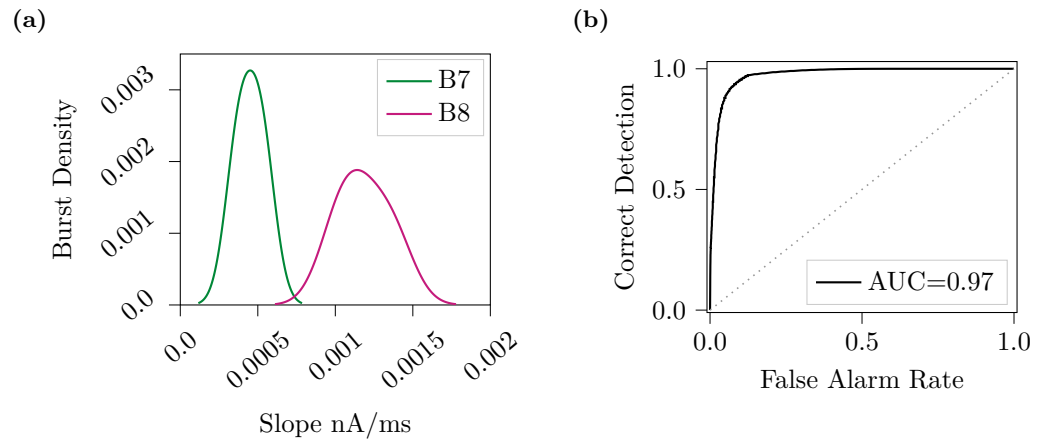 (a)
Burst Density
0.003
0.002
0.001
0.0
B7
B8
0.0
0.0005
0.001
0.0015
0.002
Slope nA/ms
(b)
Correct Detection
1.0
0.5
0.0
AUC=0.97
0.0
0.5
1.0
False Alarm Rate